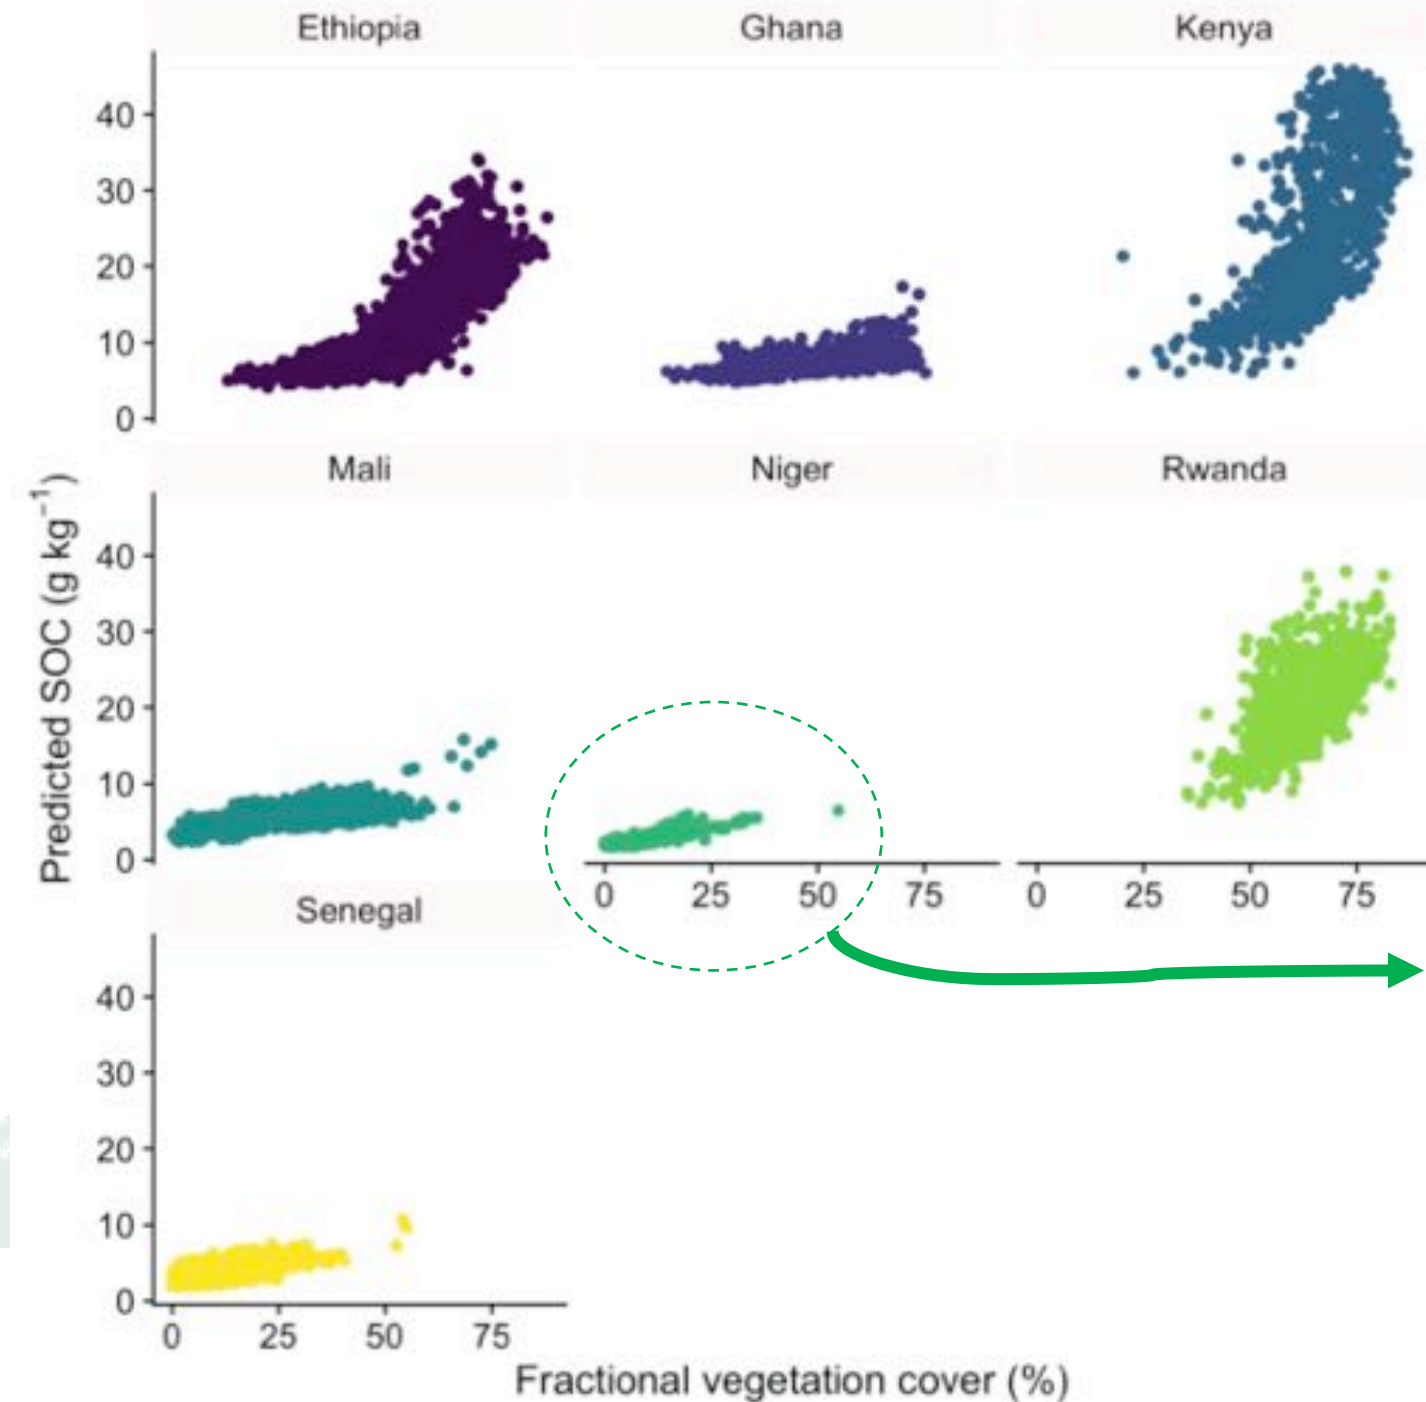 Ethiopia Ghana Kenya
40
30
20
10
0
Mali Niger Rwanda
Predicted SOC (g kg⁻¹)
40
30
20
10
0
0 25 50 75 0 25 50 75
Senegal
40
30
20
10
0
0 25 50 75
Fractional vegetation cover (%)